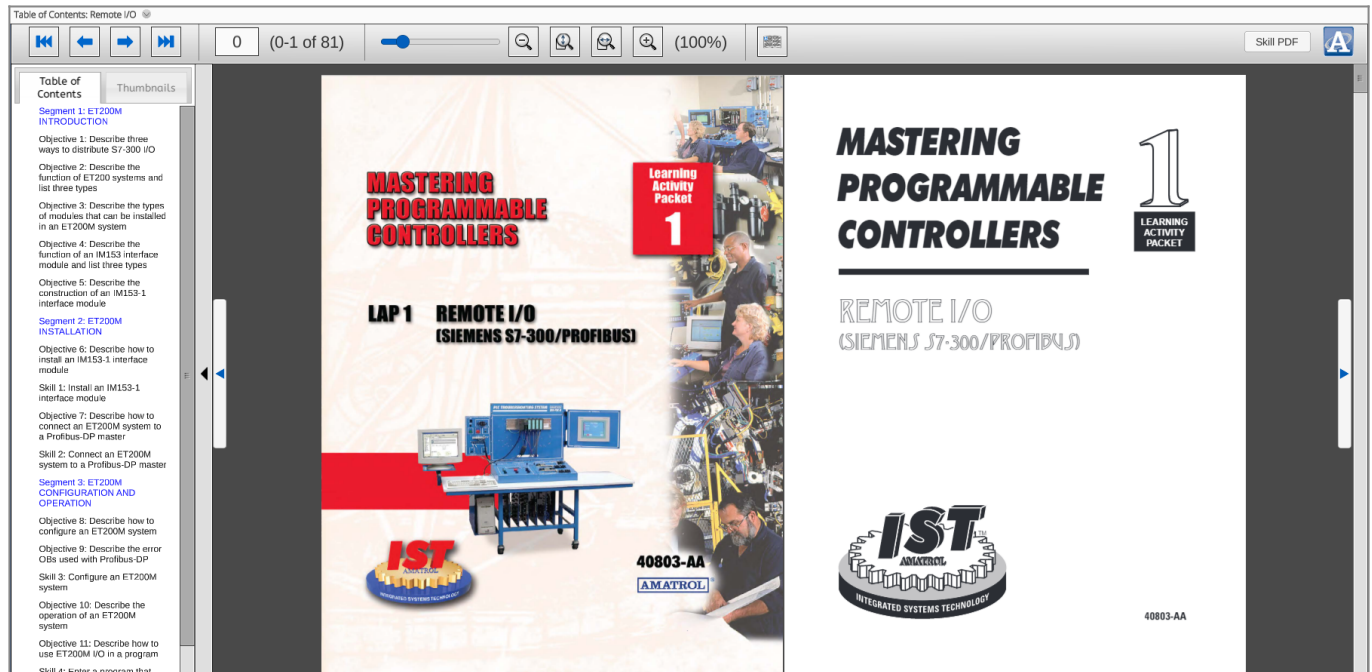 Table of Contents: Remote I/O
0
(0-1 of 81)
(100%)
Skill PDF
A
Table of
Contents
Thumbnails
Segment 1: ET200M
INTRODUCTION
Objective 1: Describe three
ways to distribute S7-300 I/O
Objective 2: Describe the
function of ET200 systems and
list three types
Objective 3: Describe the types
of modules that can be installed
in an ET200M system
Objective 4: Describe the
function of an IM153 interface
module and list three types
Objective 5: Describe the
construction of an IM153-1
interface module
Segment 2: ET200M
INSTALLATION
Objective 6: Describe how to
install an IM153-1 interface
module
Skill 1: Install an IM153-1
interface module
Objective 7: Describe how to
connect an ET200M system to
a Profibus-DP master
Skill 2: Connect an ET200M
system to a Profibus-DP master
Segment 3: ET200M
CONFIGURATION AND
OPERATION
Objective 8: Describe how to
configure an ET200M system
Objective 9: Describe the error
OBs used with Profibus-DP
Skill 3: Configure an ET200M
system
Objective 10: Describe the
operation of an ET200M
system
Objective 11: Describe how to
use ET200M I/O in a program
Skill 4: Enter a program that
MASTERING
PROGRAMMABLE
CONTROLLERS
Learning
Activity
Packet
1
LAP 1 REMOTE I/O
(SIEMENS S7-300/PROFIBUS)
IST
AMATROL
INTEGRATED SYSTEMS TECHNOLOGY
40803-AA
AMATROL
MASTERING
PROGRAMMABLE
CONTROLLERS
1
LEARNING
ACTIVITY
PACKET
REMOTE I/O
(SIEMENS S7-300/PROFIBUS)
IST
TM
AMATROL
INTEGRATED SYSTEMS TECHNOLOGY
40803-AA